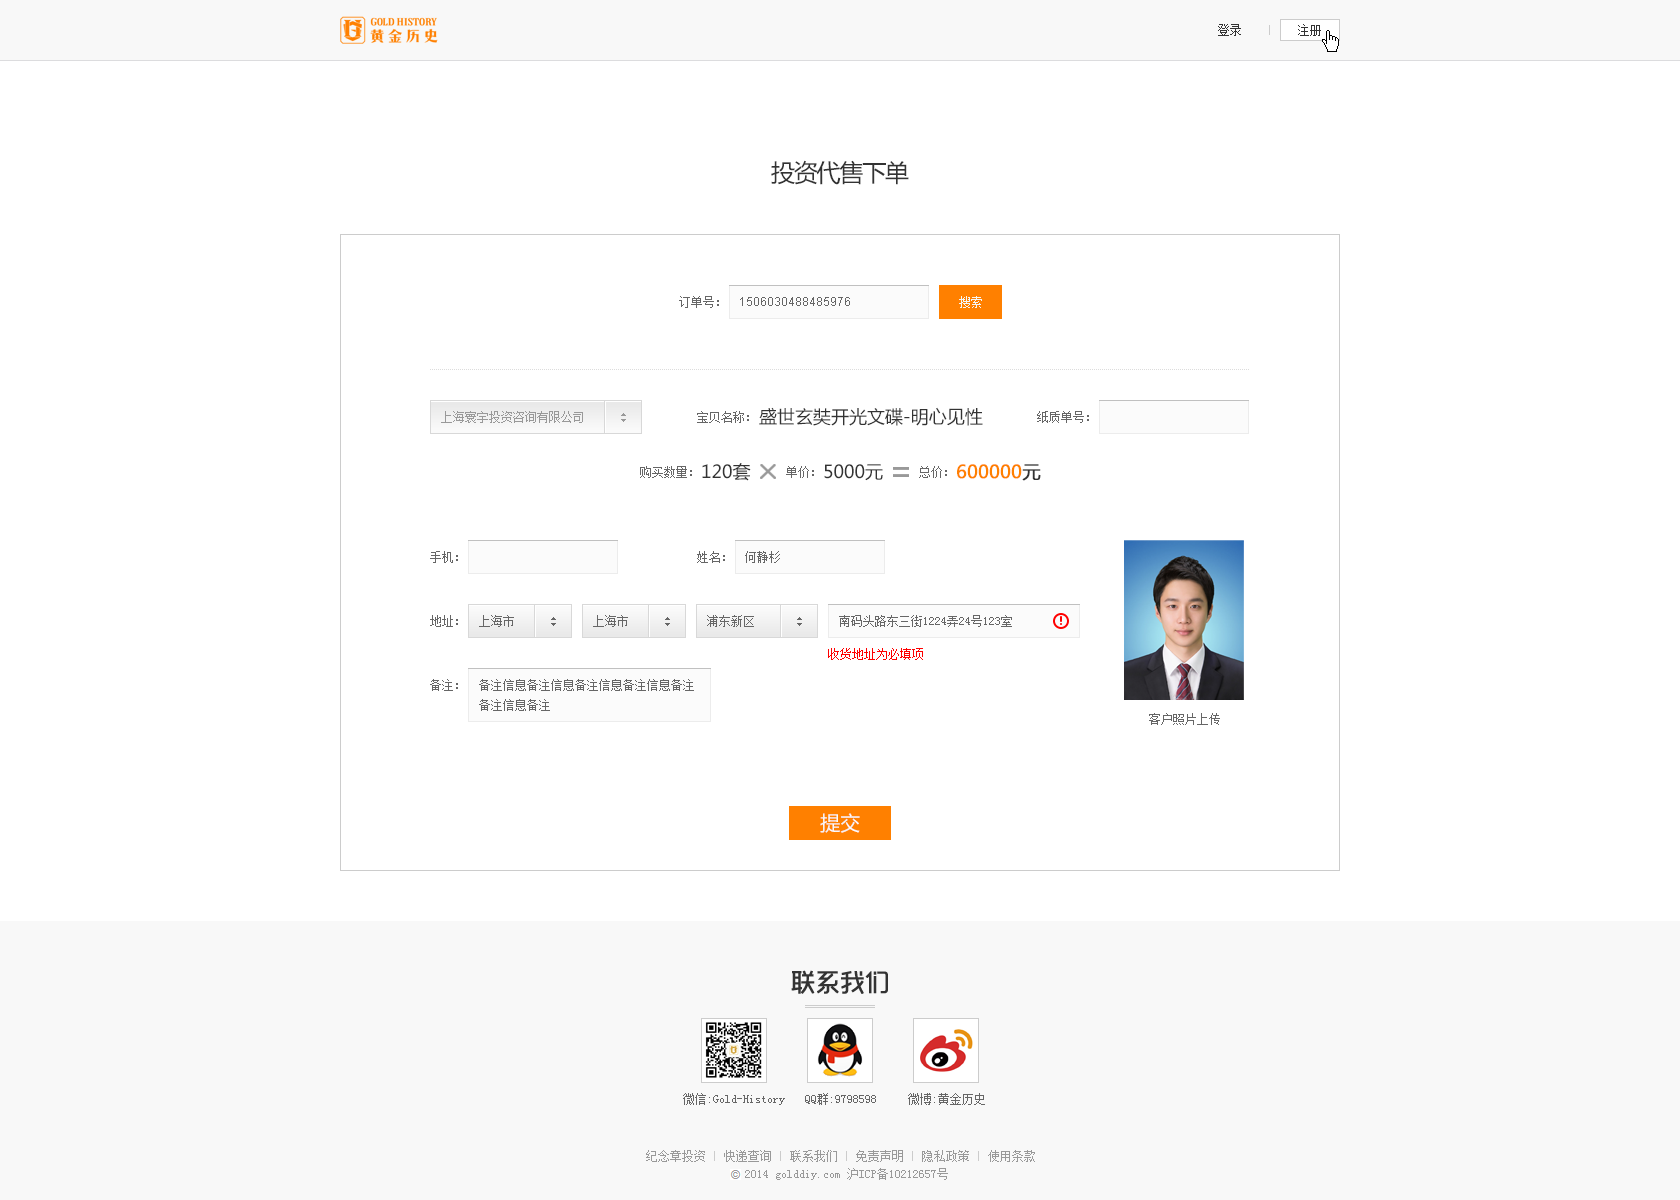 GOLD HISTORY
黄金历史
登录
注册
投资代售下单
订单号: 1506030488485976 搜索
上海寰宇投资咨询有限公司 宝贝名称: 盛世玄奘开光文碟-明心见性 纸质单号:
购买数量: 120套 × 单价: 5000元 = 总价: 600000元
手机: 姓名: 何静杉
地址: 上海市 上海市 浦东新区 南码头路东三街1224弄24号123室
收货地址为必填项
备注: 备注信息备注信息备注信息备注信息备注
备注信息备注
客户照片上传
提交
联系我们
微信:Gold-History QQ群:9798598 微博:黄金历史
纪念章投资 | 快递查询 | 联系我们 | 免责声明 | 隐私政策 | 使用条款
© 2014 golddiy.com 沪ICP备10212657号